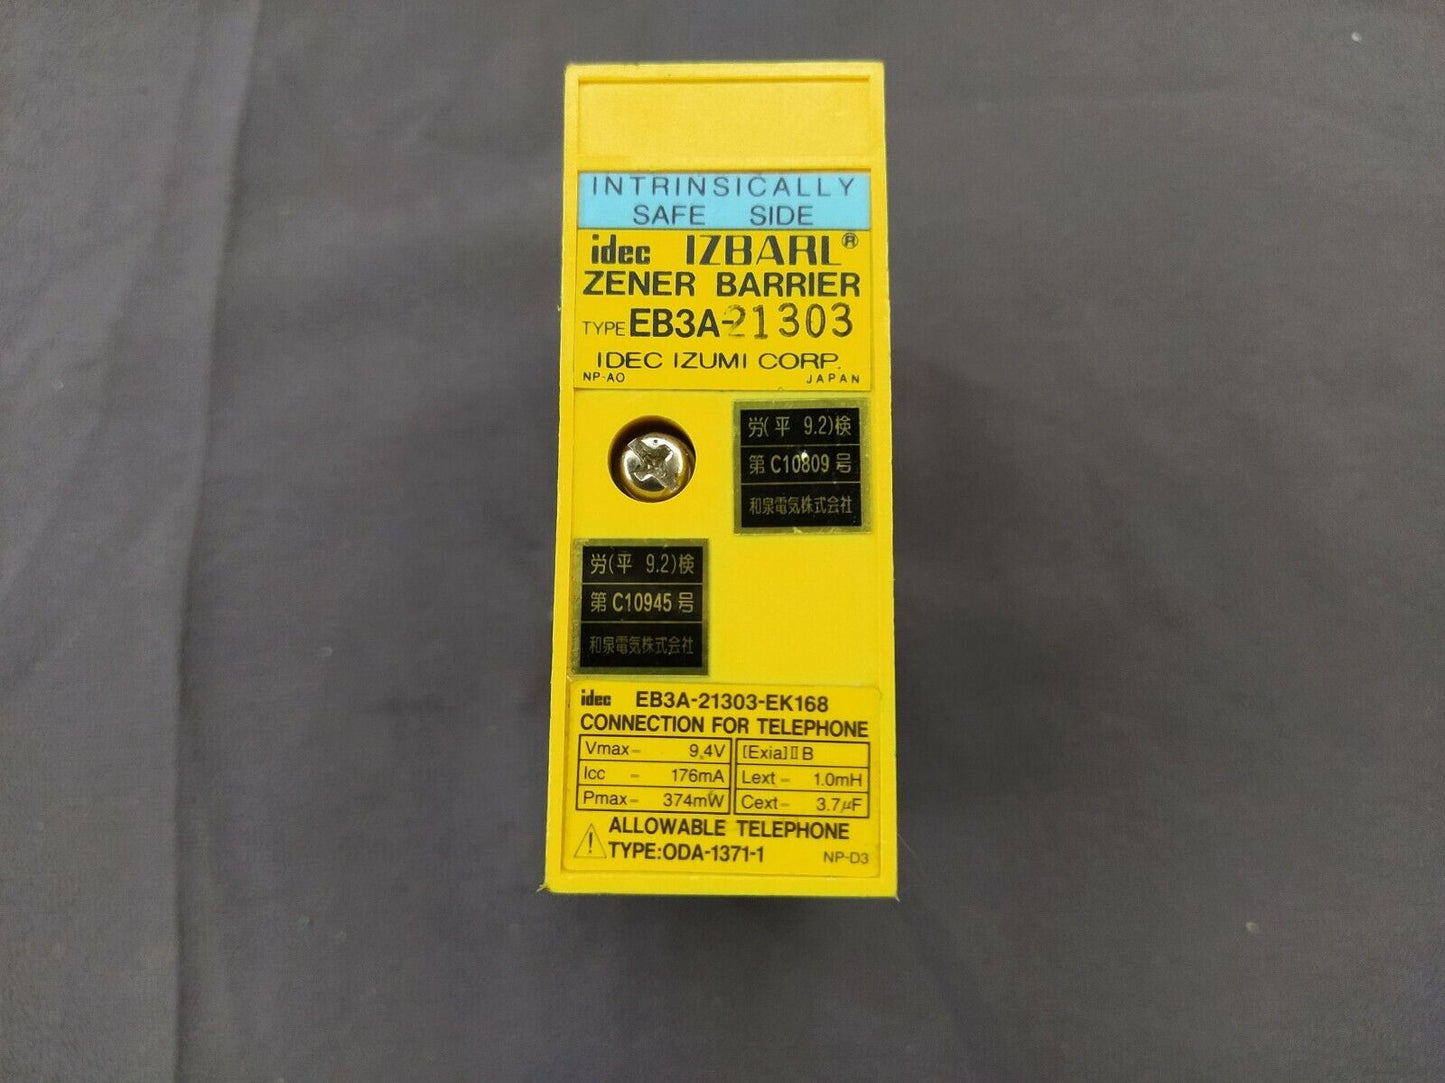 INTRINSICALLY
SAFE SIDE
idec IZBARL®
ZENER BARRIER
TYPE EB3A-21303
IDEC IZUMI CORP.
NP-AO JAPAN
労(平 9.2)検
第 C10809 号
和泉電気株式会社
労(平 9.2)検
第 C10945 号
和泉電気株式会社
idec EB3A-21303-EK168
CONNECTION FOR TELEPHONE
Vmax= 9.4V [Exia]ⅡB
Icc = 176mA Lext= 1.0mH
Pmax= 374mW Cext= 3.7μF
ALLOWABLE TELEPHONE
TYPE:ODA-1371-1 NP-D3